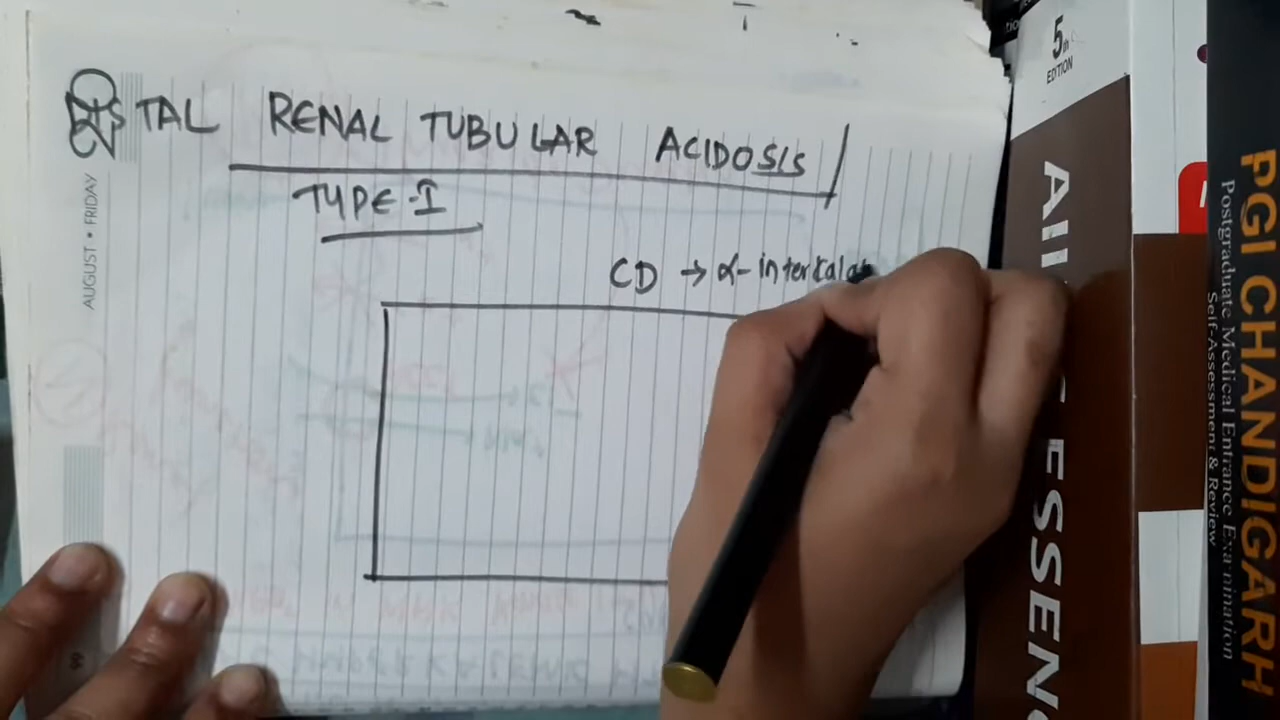 DISTAL RENAL TUBULAR ACIDOSIS
TYPE-I
CD → α-intercala
AUGUST • FRIDAY
5th
EDITION
PGI CHANDIGARH
Postgraduate Medical Entrance Examination
Self-Assessment & Review